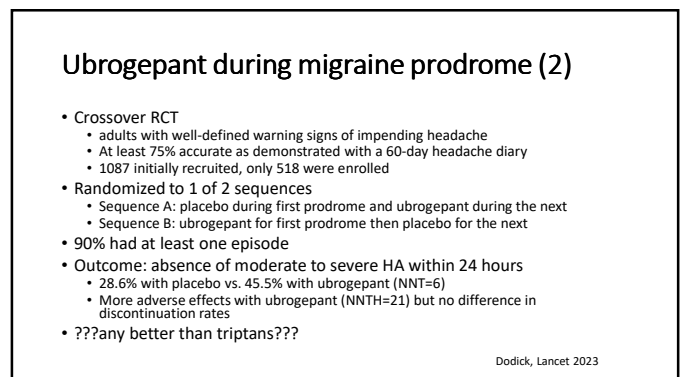 Ubrogepant during migraine prodrome (2)
• Crossover RCT
• adults with well-defined warning signs of impending headache
• At least 75% accurate as demonstrated with a 60-day headache diary
• 1087 initially recruited, only 518 were enrolled
• Randomized to 1 of 2 sequences
• Sequence A: placebo during first prodrome and ubrogepant during the next
• Sequence B: ubrogepant for first prodrome then placebo for the next
• 90% had at least one episode
• Outcome: absence of moderate to severe HA within 24 hours
• 28.6% with placebo vs. 45.5% with ubrogepant (NNT=6)
• More adverse effects with ubrogepant (NNTH=21) but no difference in
discontinuation rates
• ???any better than triptans???
Dodick, Lancet 2023